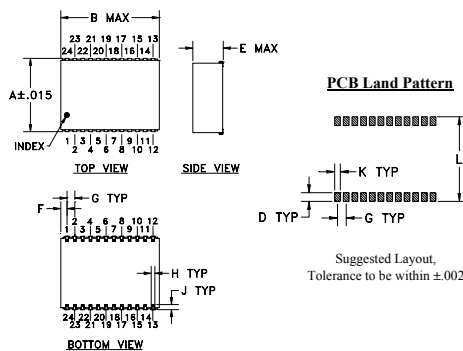 B MAX
23 21 19 17 15 13
24 22 20 18 16 14
E MAX
A±.015
INDEX
1 3 5 7 9 11
2 4 6 8 10 12
TOP VIEW
SIDE VIEW
PCB Land Pattern
K TYP
L
D TYP
G TYP
Suggested Layout,
Tolerance to be within ±.002
G TYP
F
2 4 6 8 10 12
1 3 5 7 9 11
H TYP
J TYP
24 22 20 18 16 14
23 21 19 17 15 13
BOTTOM VIEW